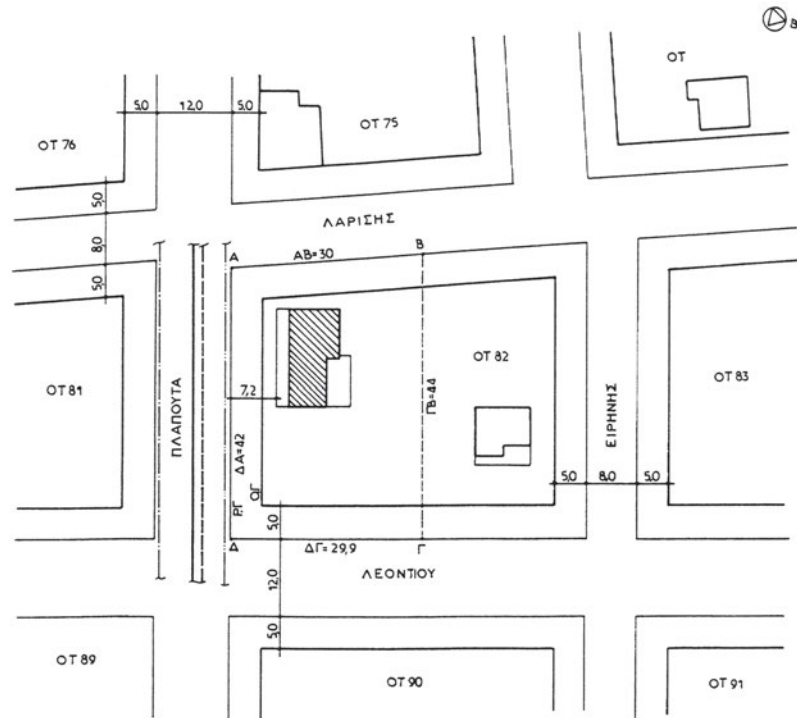 Β
5,0 12,0 5,0
ΟΤ
ΟΤ 76
ΟΤ 75
5,0
8,0
5,0
ΛΑΡΙΣΗΣ
Α
ΑΒ=30
Β
ΟΤ 81
ΠΛΑΠΟΥΤΑ
7,2
ΔΑ=42
Ρ.Γ
Ο.Γ
ΓΒ=44
ΟΤ 82
ΕΙΡΗΝΗΣ
ΟΤ 83
5,0 8,0 5,0
Δ
ΔΓ=29,9
Γ
5,0
12,0
5,0
ΛΕΟΝΤΙΟΥ
ΟΤ 89
ΟΤ 90
ΟΤ 91